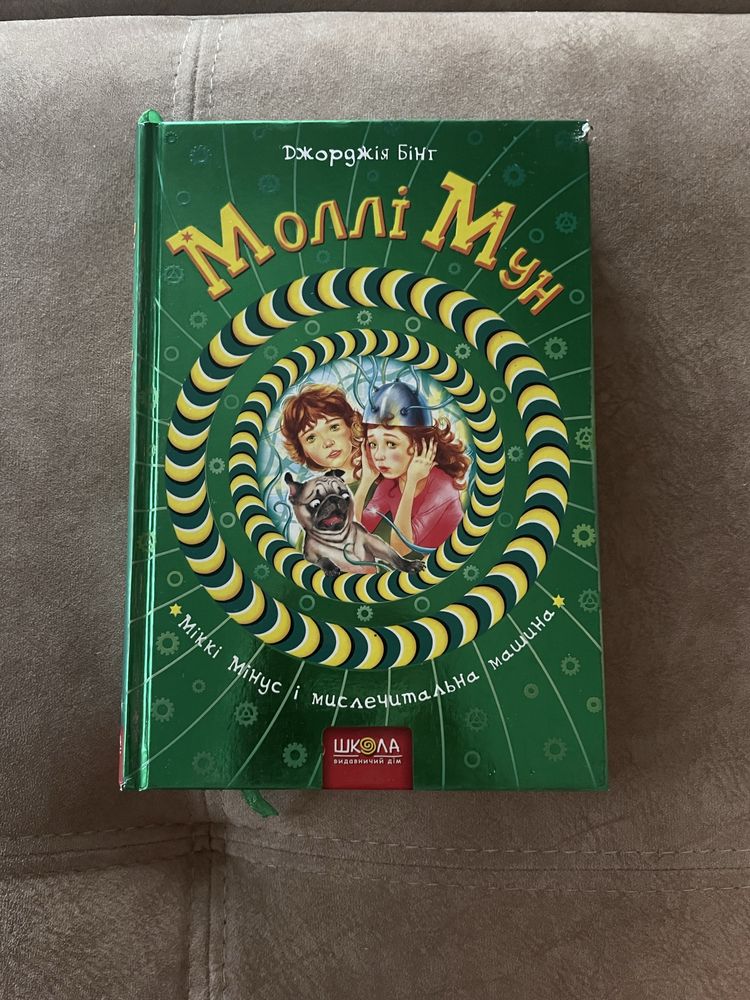 Джорджія Бінг
Моллі Мун
Міккі Мінус і мислечитальна машина
ШКОЛА
видавничий дім